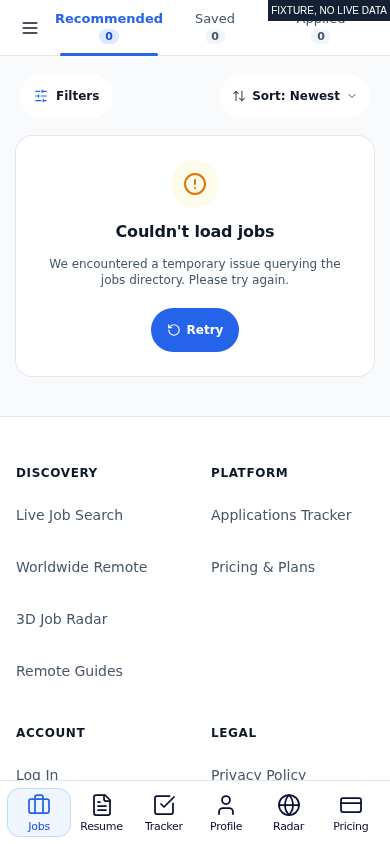 FIXTURE, NO LIVE DATA
Recommended
0
Saved
0
Applied
0
Filters
Sort: Newest
Couldn't load jobs
We encountered a temporary issue querying the
jobs directory. Please try again.
Retry
DISCOVERY
Live Job Search
Worldwide Remote
3D Job Radar
Remote Guides
PLATFORM
Applications Tracker
Pricing & Plans
ACCOUNT
Log In
LEGAL
Privacy Policy
Jobs
Resume
Tracker
Profile
Radar
Pricing